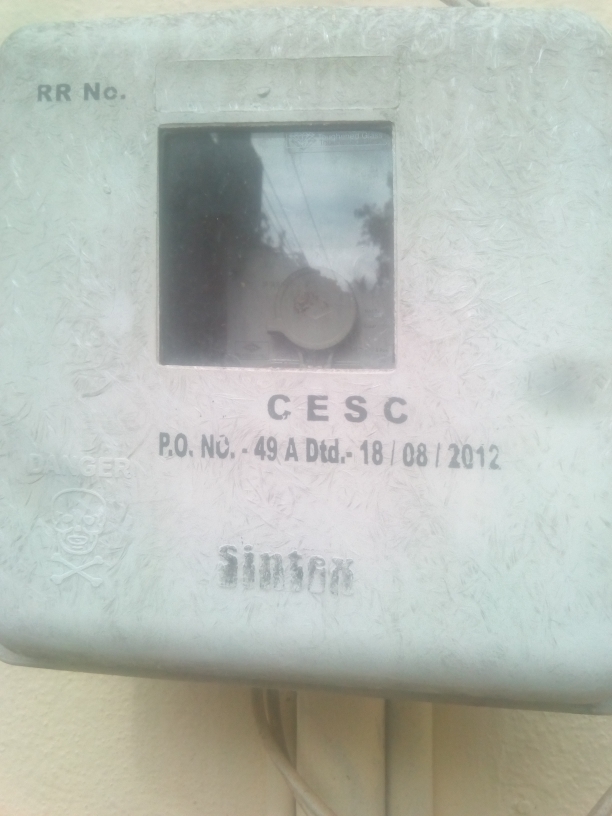 RR No.
CESC
P.O. NO. - 49 A Dtd.- 18 / 08 / 2012
DANGER
Sintex